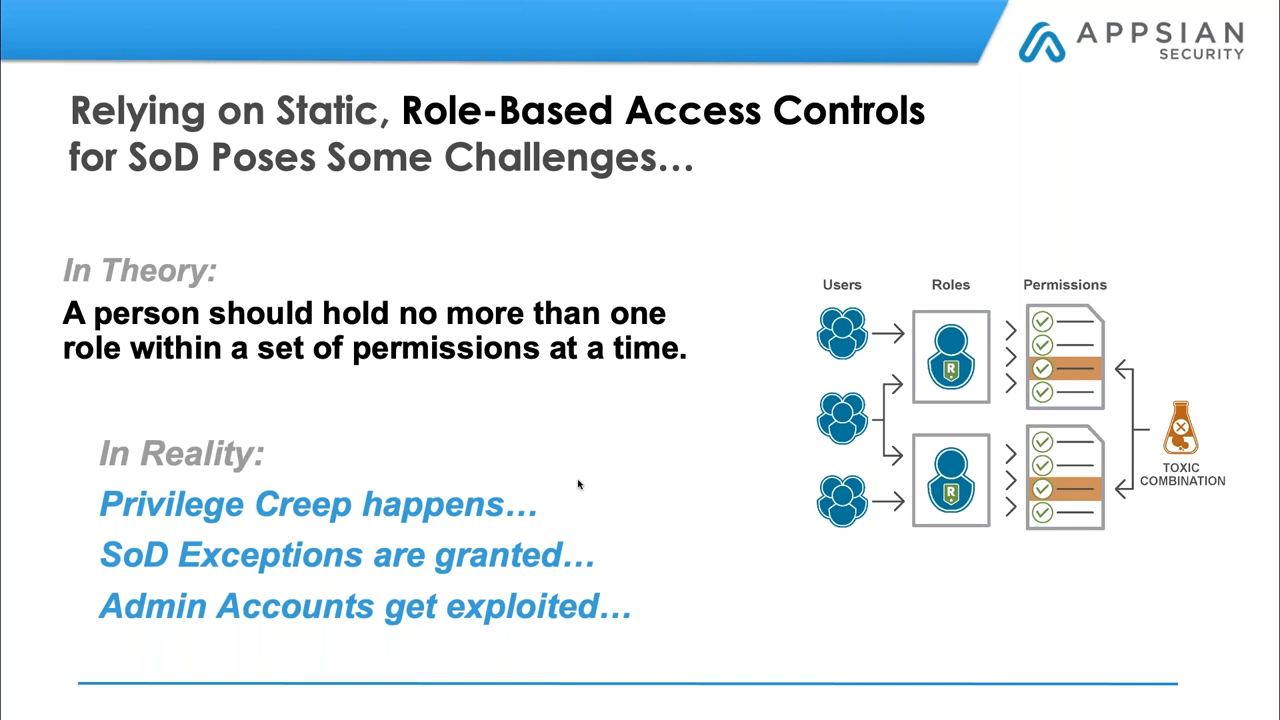 APPSIAN
SECURITY
Relying on Static, Role-Based Access Controls
for SoD Poses Some Challenges...
In Theory:
A person should hold no more than one
role within a set of permissions at a time.
In Reality:
Privilege Creep happens...
SoD Exceptions are granted...
Admin Accounts get exploited...
Users
Roles
Permissions
R
R
TOXIC
COMBINATION